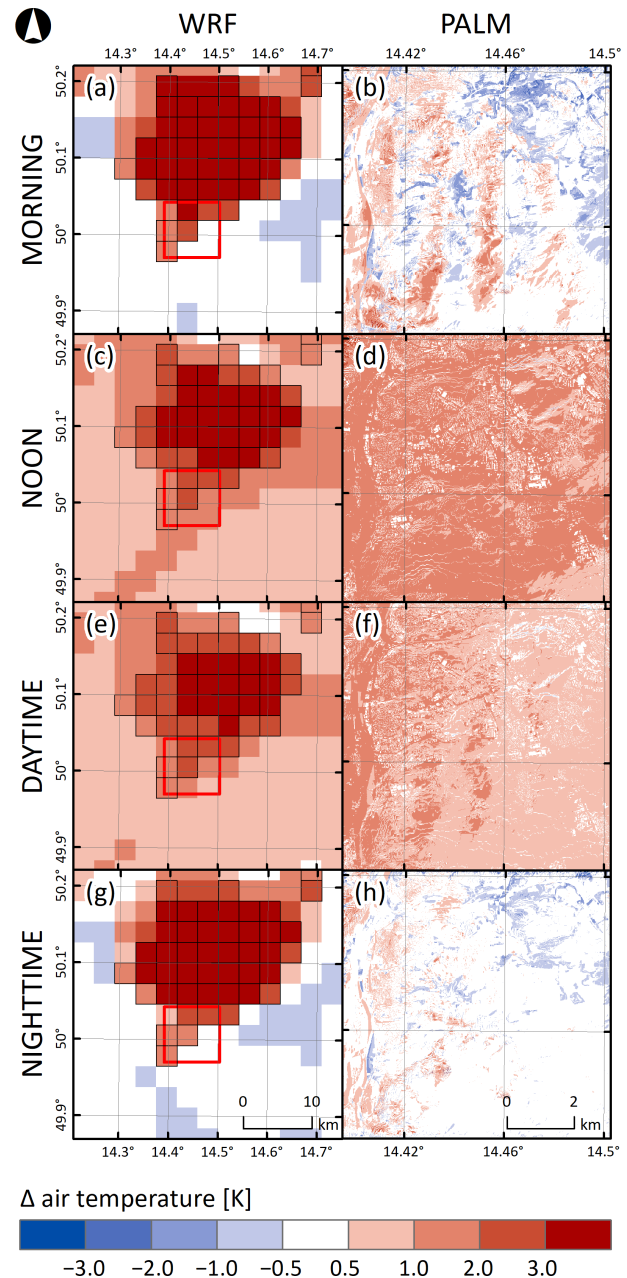 WRF PALM
14.3° 14.4° 14.5° 14.6° 14.7° 14.42° 14.46° 14.5°
MORNING
50.2°
50.1°
50°
49.9°
(a) (b)
NOON
50.2°
50.1°
50°
49.9°
(c) (d)
DAYTIME
50.2°
50.1°
50°
49.9°
(e) (f)
NIGHTTIME
50.2°
50.1°
50°
49.9°
(g) (h)
0 10 0 2
km km
14.3° 14.4° 14.5° 14.6° 14.7° 14.42° 14.46° 14.5°
Δ air temperature [K]
−3.0 −2.0 −1.0 −0.5 0.5 1.0 2.0 3.0